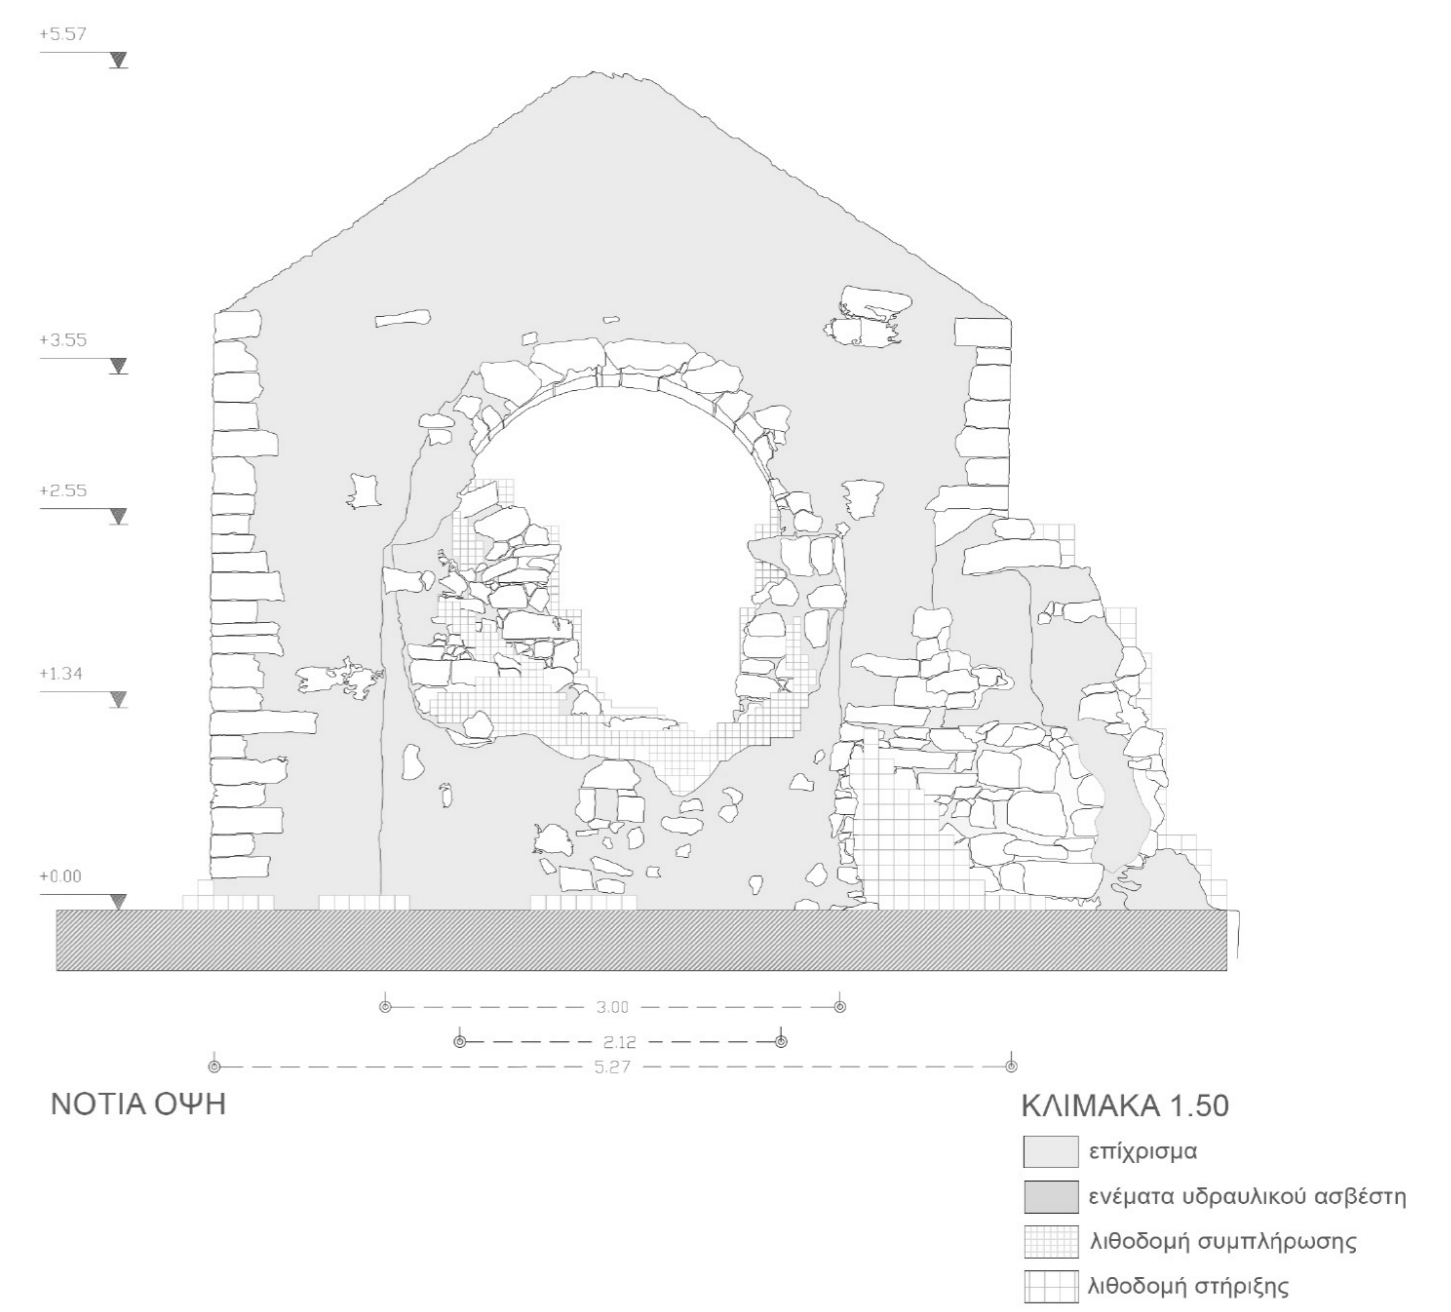 +5.57
+3.55
+2.55
+1.34
+0.00
3.00
2.12
5.27
ΝΟΤΙΑ ΟΨΗ
ΚΛΙΜΑΚΑ 1.50
επίχρισμα
ενέματα υδραυλικού ασβέστη
λιθοδομή συμπλήρωσης
λιθοδομή στήριξης